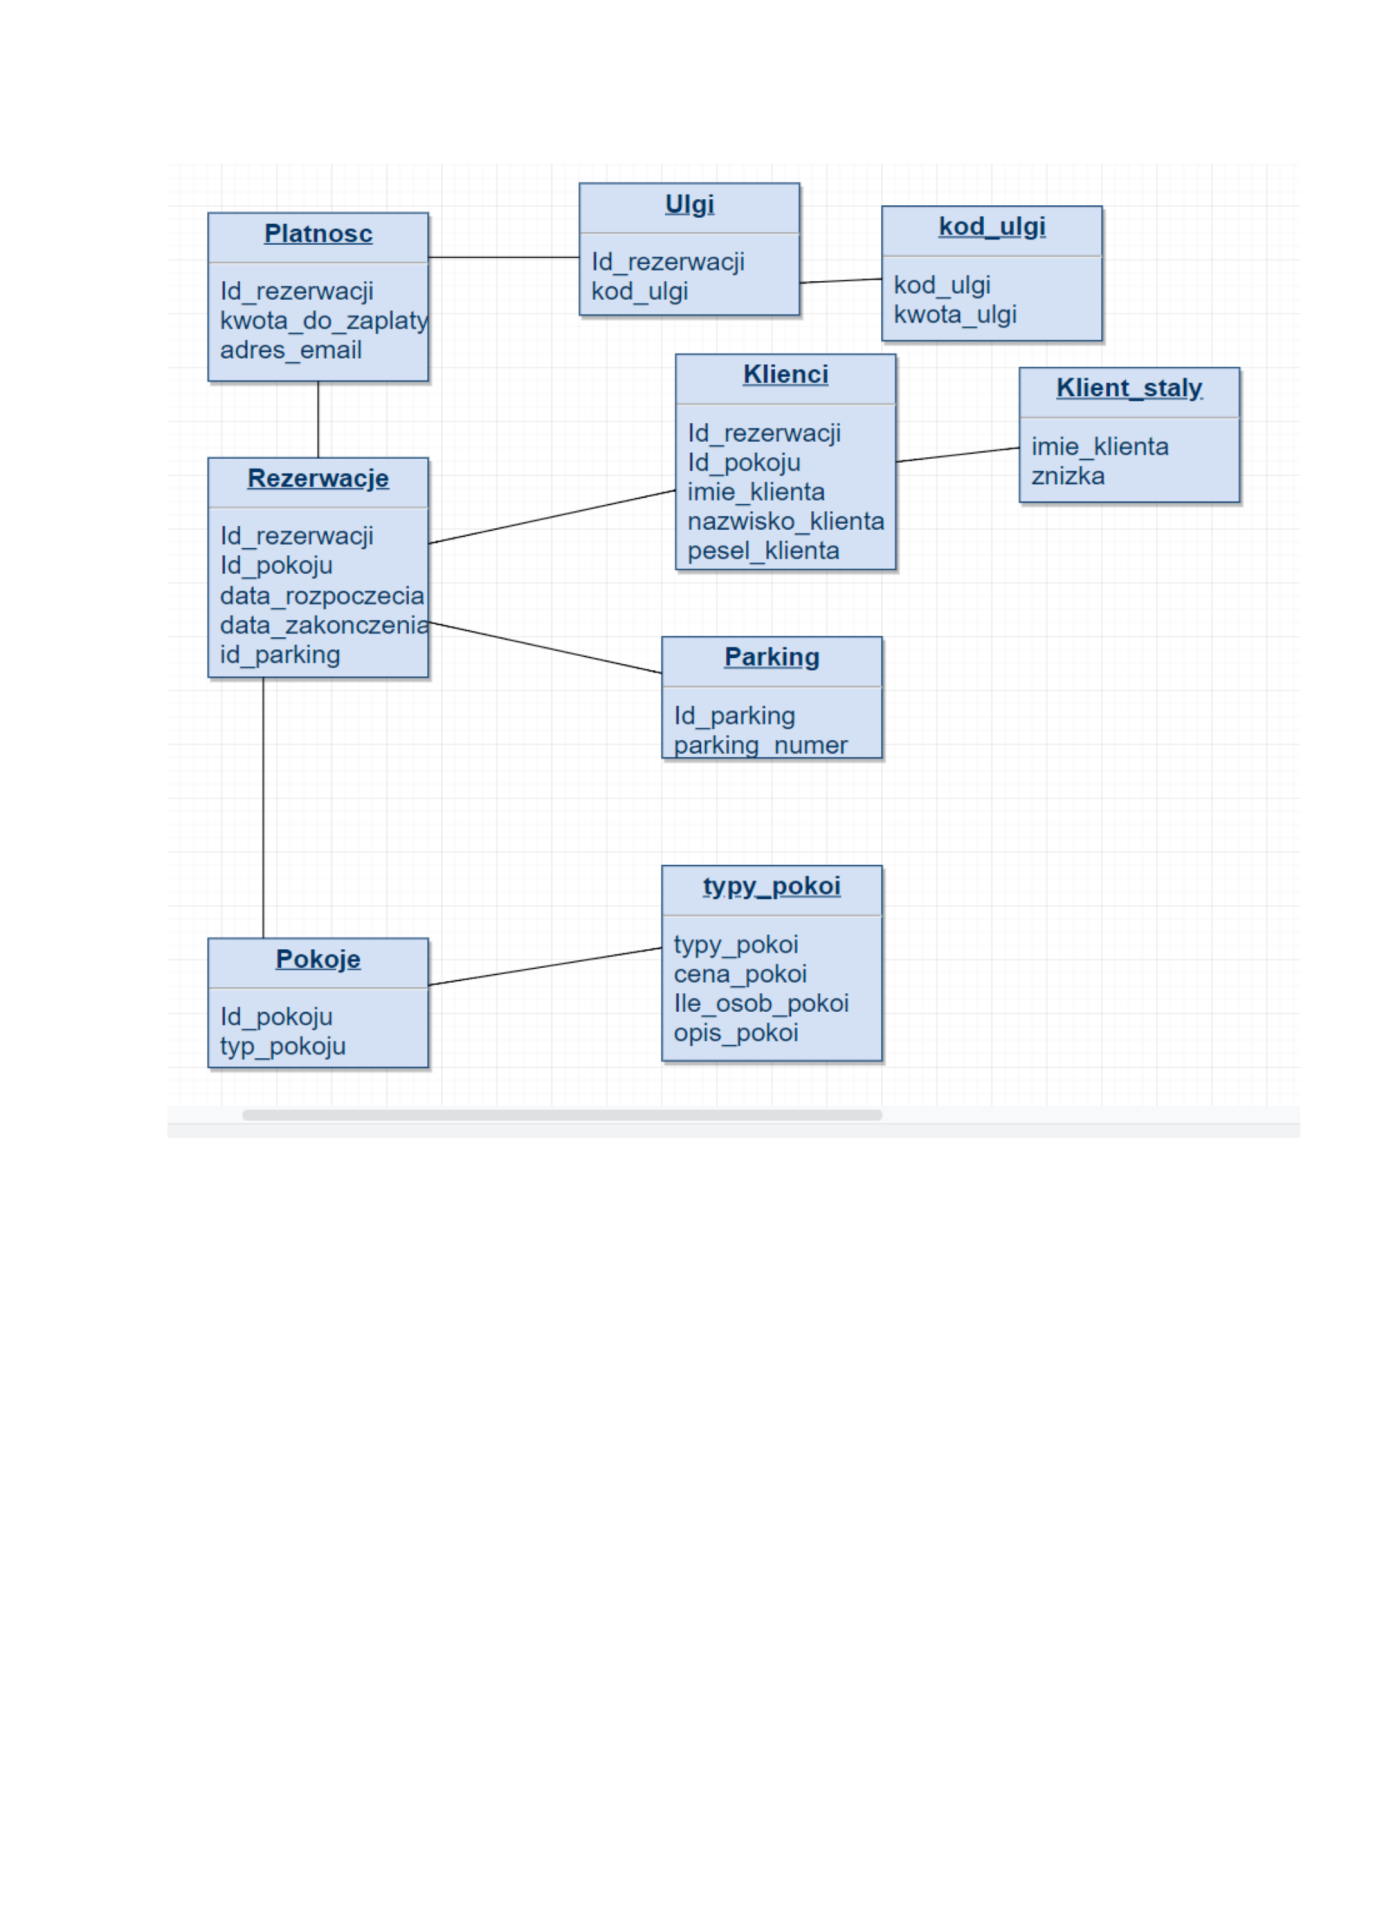 Platnosc
Id_rezerwacji
kwota_do_zaplaty
adres_email
Ulgi
Id_rezerwacji
kod_ulgi
kod_ulgi
kod_ulgi
kwota_ulgi
Klienci
Id_rezerwacji
Id_pokoju
imie_klienta
nazwisko_klienta
pesel_klienta
Klient_staly
imie_klienta
znizka
Rezerwacje
Id_rezerwacji
Id_pokoju
data_rozpoczecia
data_zakonczenia
id_parking
Parking
Id_parking
parking_numer
typy_pokoi
typy_pokoi
cena_pokoi
Ile_osob_pokoi
opis_pokoi
Pokoje
Id_pokoju
typ_pokoju